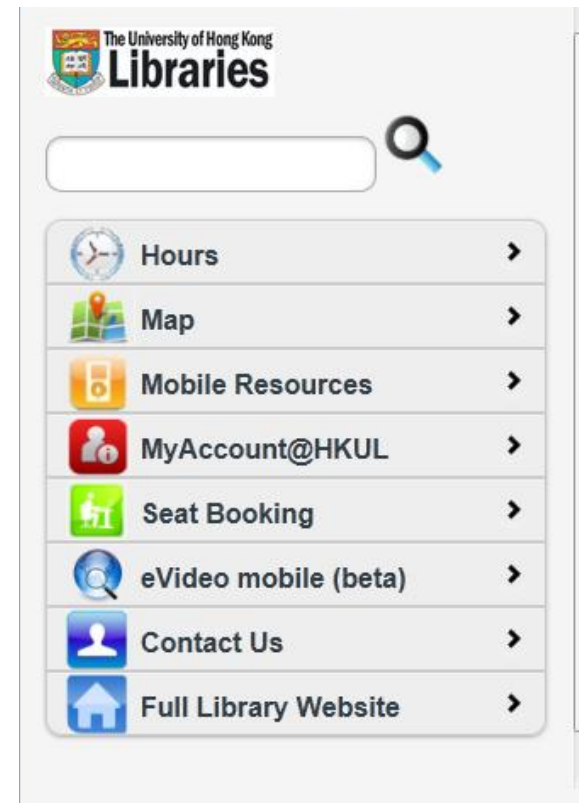 The University of Hong Kong
Libraries
Hours
Map
Mobile Resources
MyAccount@HKUL
Seat Booking
eVideo mobile (beta)
Contact Us
Full Library Website